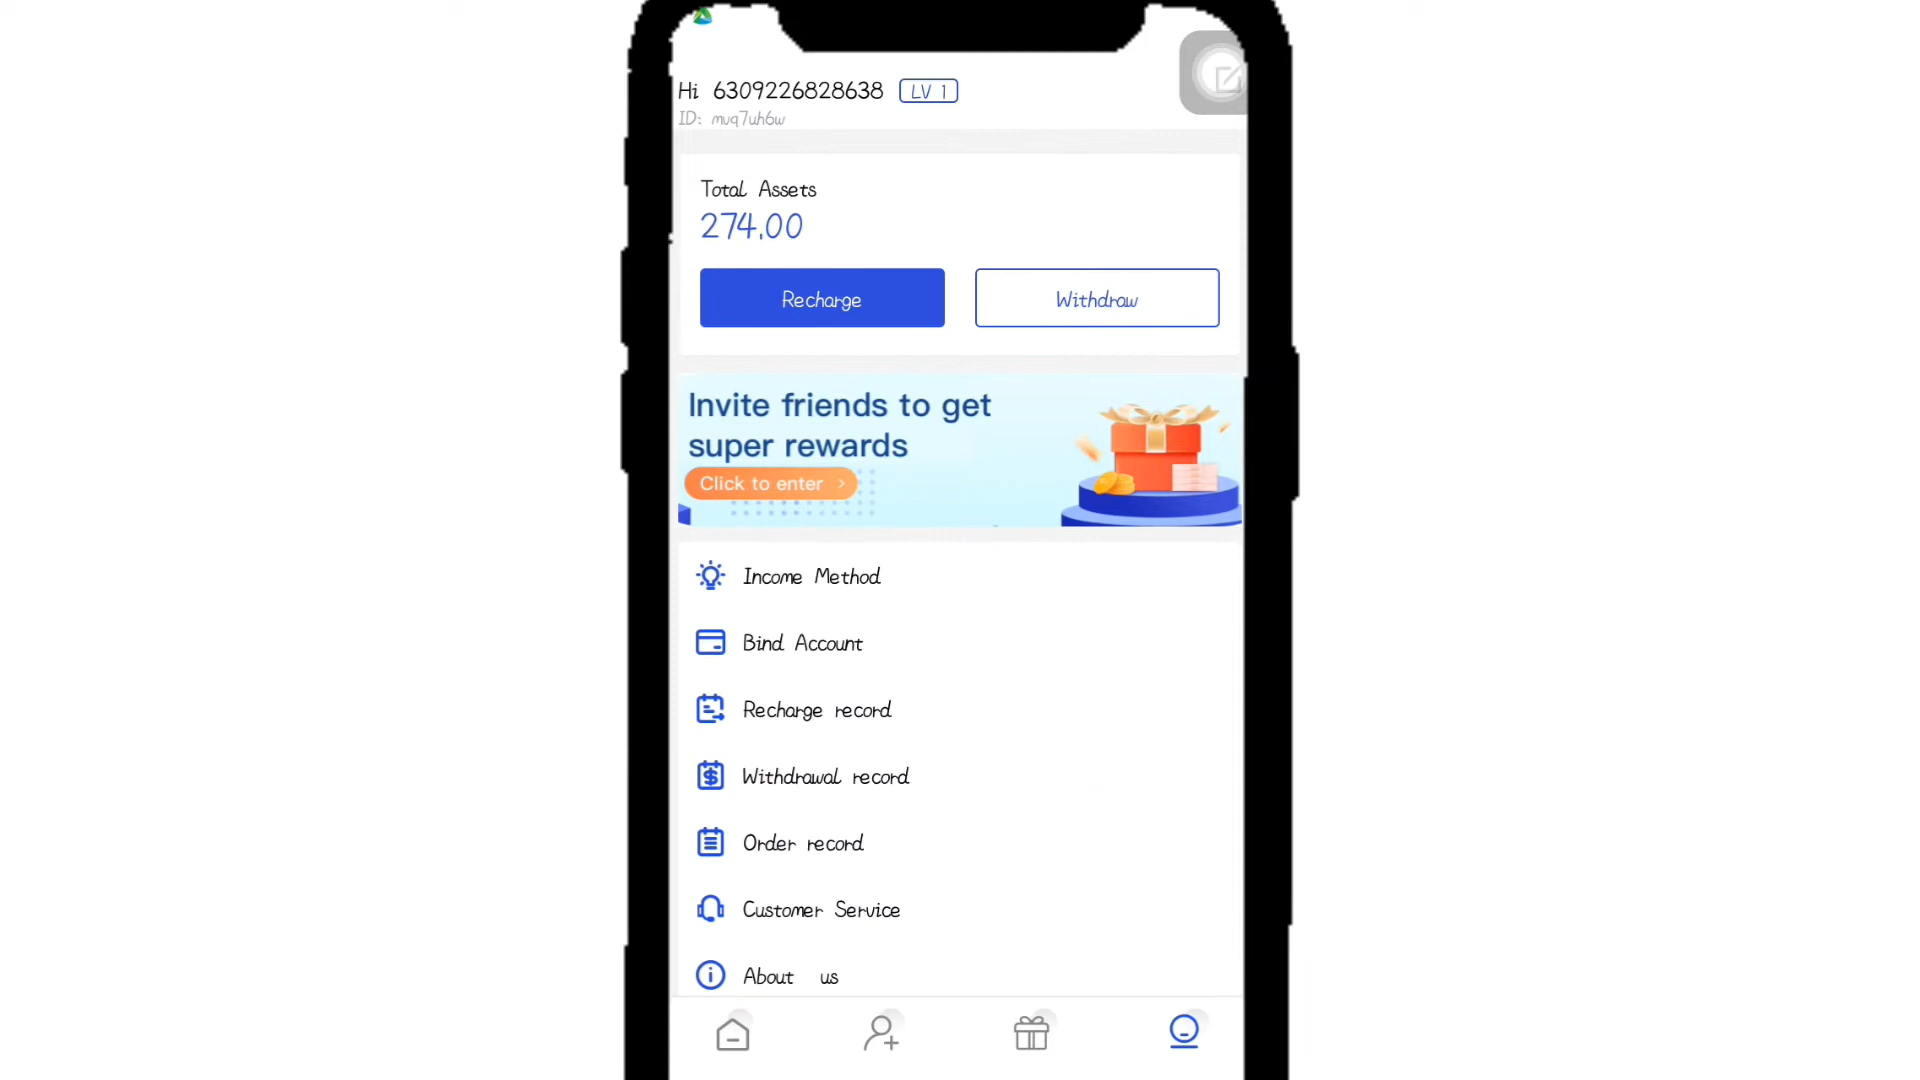 Hi 6309226828638 LV 1
ID: muq7uh6w
Total Assets
274.00
Recharge Withdraw
Invite friends to get
super rewards
Click to enter >
Income Method
Bind Account
Recharge record
Withdrawal record
Order record
Customer Service
About us